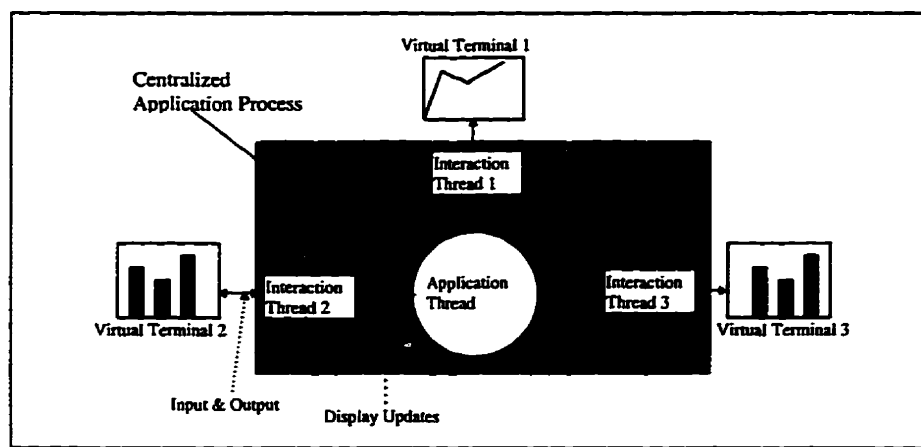 Virtual Terminal 1
Centralized
Application Process
Interaction
Thread 1
Interaction
Thread 2
Application
Thread
Interaction
Thread 3
Virtual Terminal 2
Virtual Terminal 3
Input & Output
Display Updates